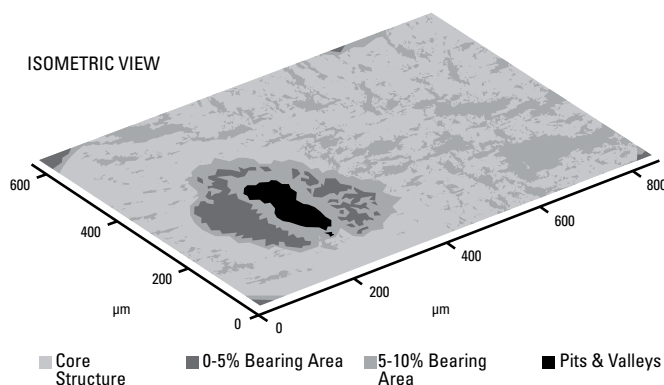 ISOMETRIC VIEW
600
400
200
0
µm
0
200
400
600
800
µm
Core
Structure
0-5% Bearing Area
5-10% Bearing
Area
Pits & Valleys